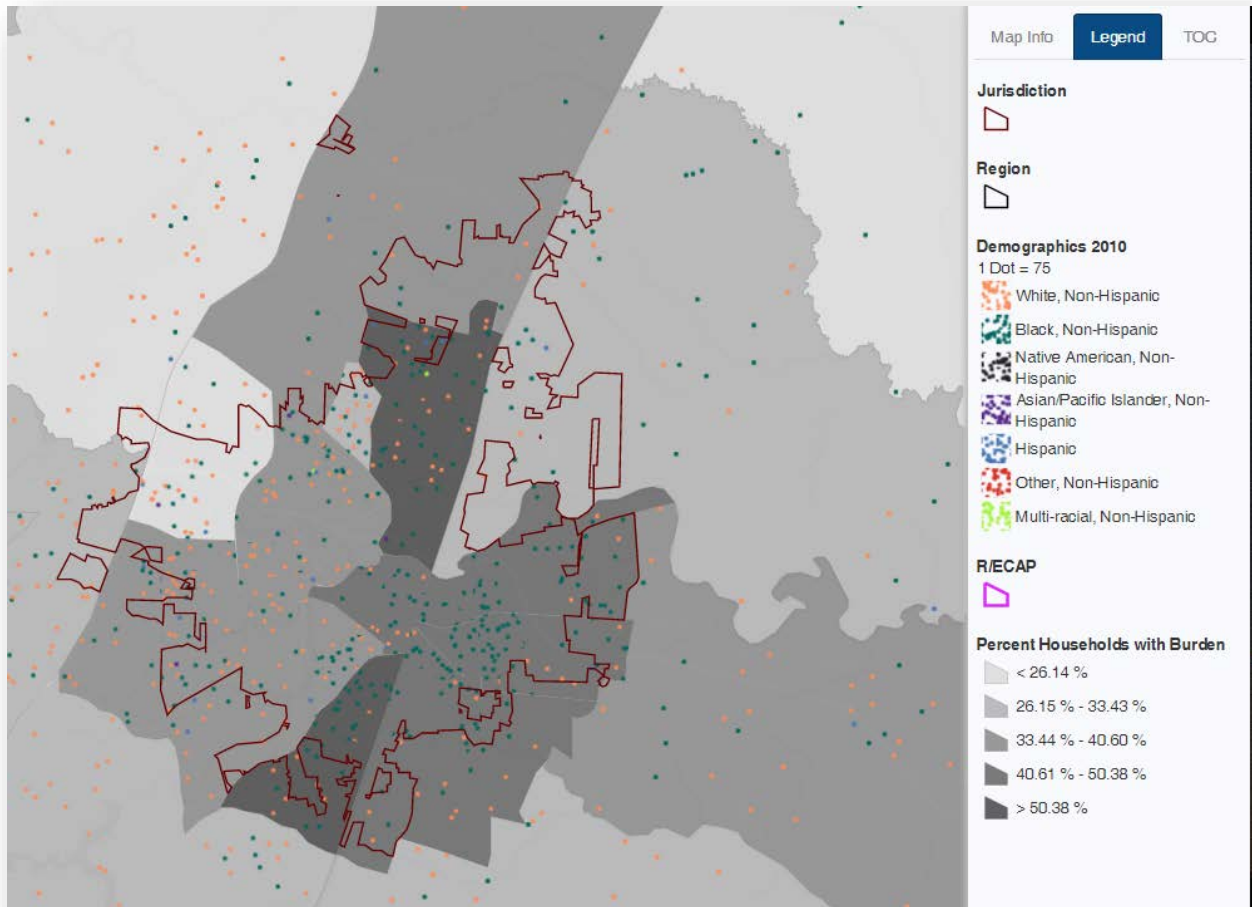 Map Info Legend TOC
Jurisdiction
Region
Demographics 2010
1 Dot = 75
White, Non-Hispanic
Black, Non-Hispanic
Native American, Non-
Hispanic
Asian/Pacific Islander, Non-
Hispanic
Hispanic
Other, Non-Hispanic
Multi-racial, Non-Hispanic
R/ECAP
Percent Households with Burden
< 26.14 %
26.15 % - 33.43 %
33.44 % - 40.60 %
40.61 % - 50.38 %
> 50.38 %